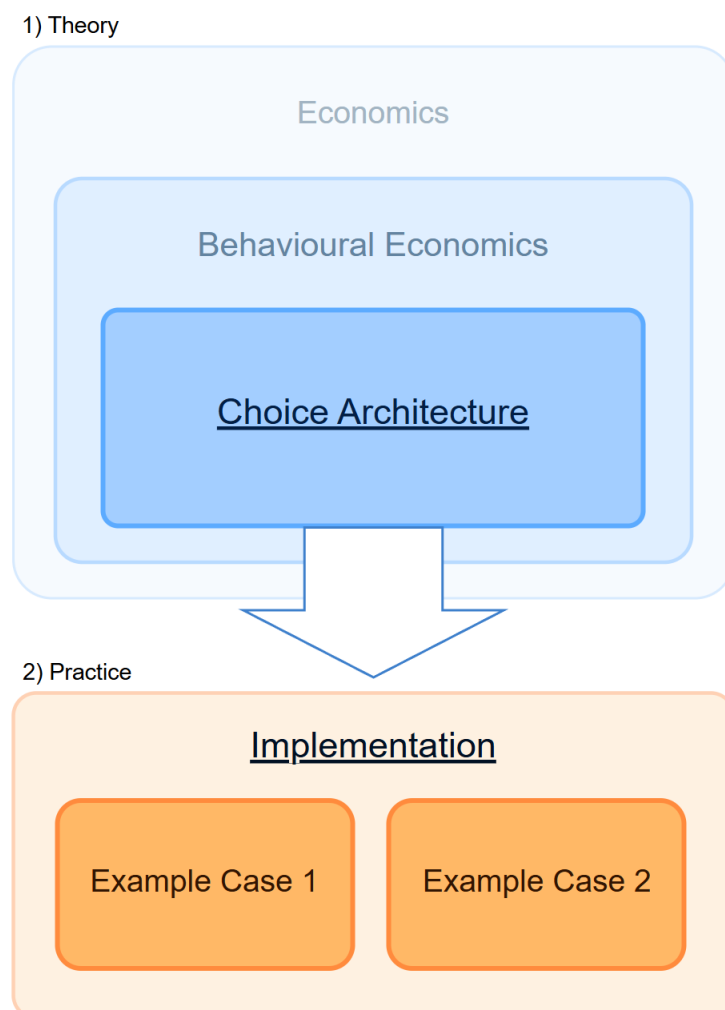 1) Theory
Economics
Behavioural Economics
Choice Architecture
2) Practice
Implementation
Example Case 1
Example Case 2